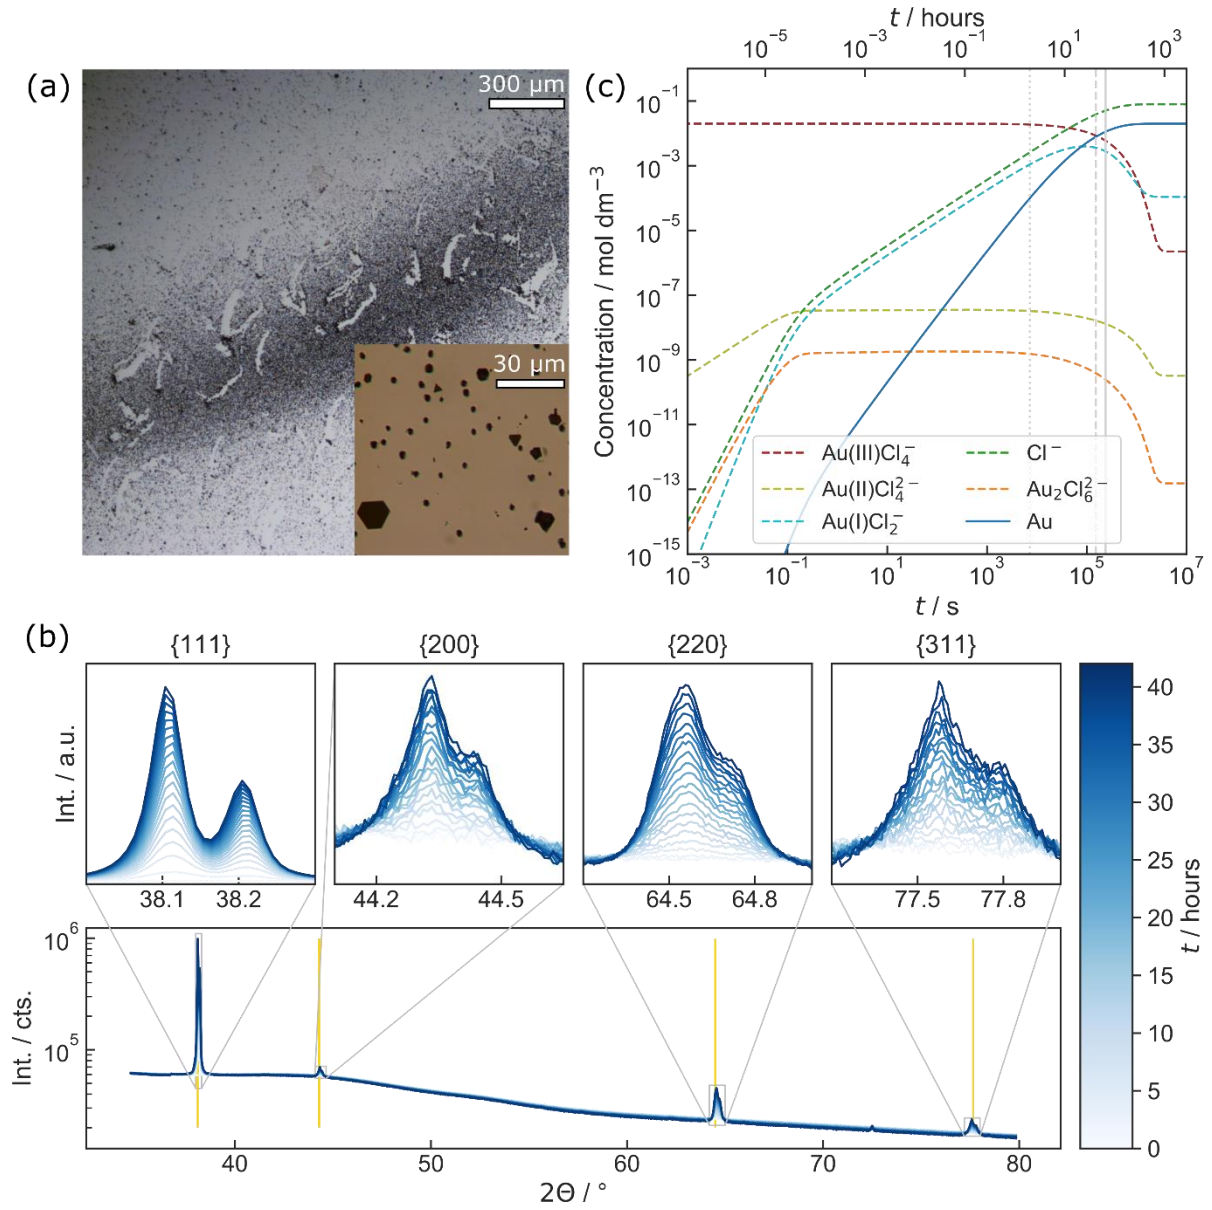 (a)
300 µm
30 µm
(c)
t / hours
10⁻⁵ 10⁻³ 10⁻¹ 10¹ 10³
Concentration / mol dm⁻³
10⁻¹
10⁻³
10⁻⁵
10⁻⁷
10⁻⁹
10⁻¹¹
10⁻¹³
10⁻¹⁵
Au(III)Cl₄⁻
Au(II)Cl₄²⁻
Au(I)Cl₂⁻
Cl⁻
Au₂Cl₆²⁻
Au
10⁻³ 10⁻¹ 10¹ 10³ 10⁵ 10⁷
t / s
(b)
{111} {200} {220} {311}
Int. / a.u.
38.1 38.2 44.2 44.5 64.5 64.8 77.5 77.8
Int. / cts.
10⁶
10⁵
40 50 60 70 80
2Θ / °
40
35
30
25
20
15
10
5
0
t / hours